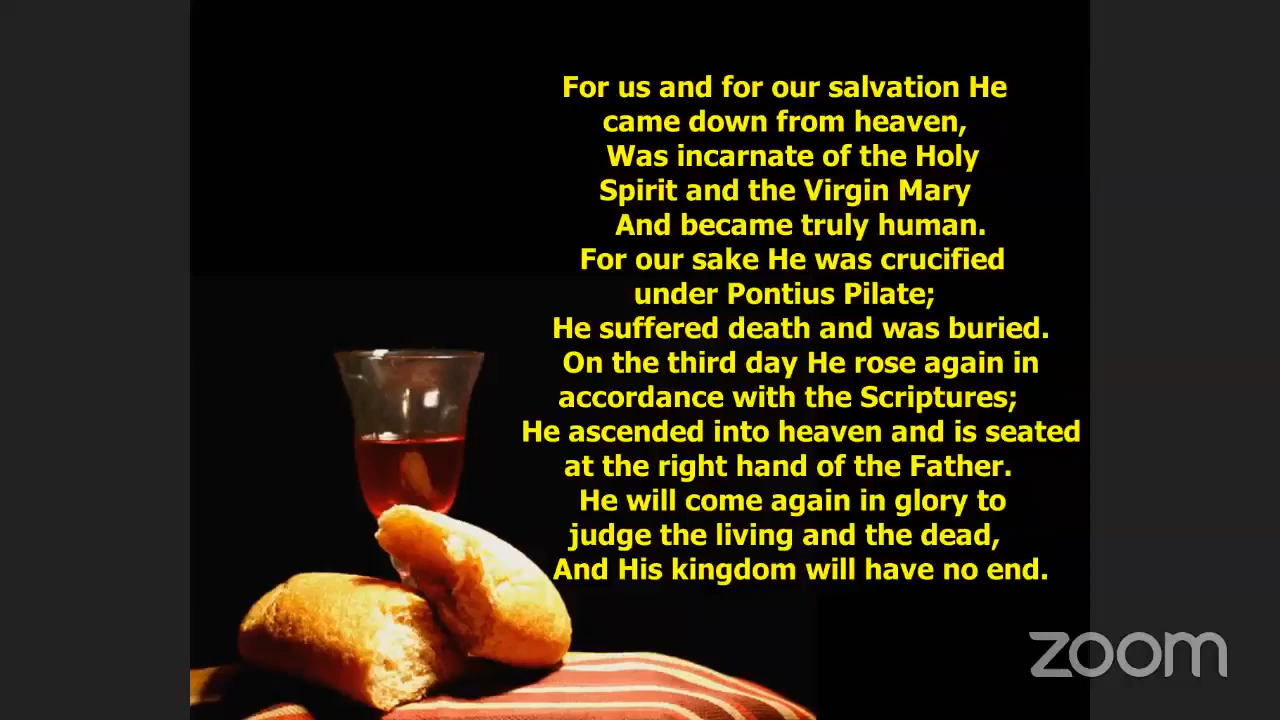 For us and for our salvation He
came down from heaven,
Was incarnate of the Holy
Spirit and the Virgin Mary
And became truly human.
For our sake He was crucified
under Pontius Pilate;
He suffered death and was buried.
On the third day He rose again in
accordance with the Scriptures;
He ascended into heaven and is seated
at the right hand of the Father.
He will come again in glory to
judge the living and the dead,
And His kingdom will have no end.
zoom